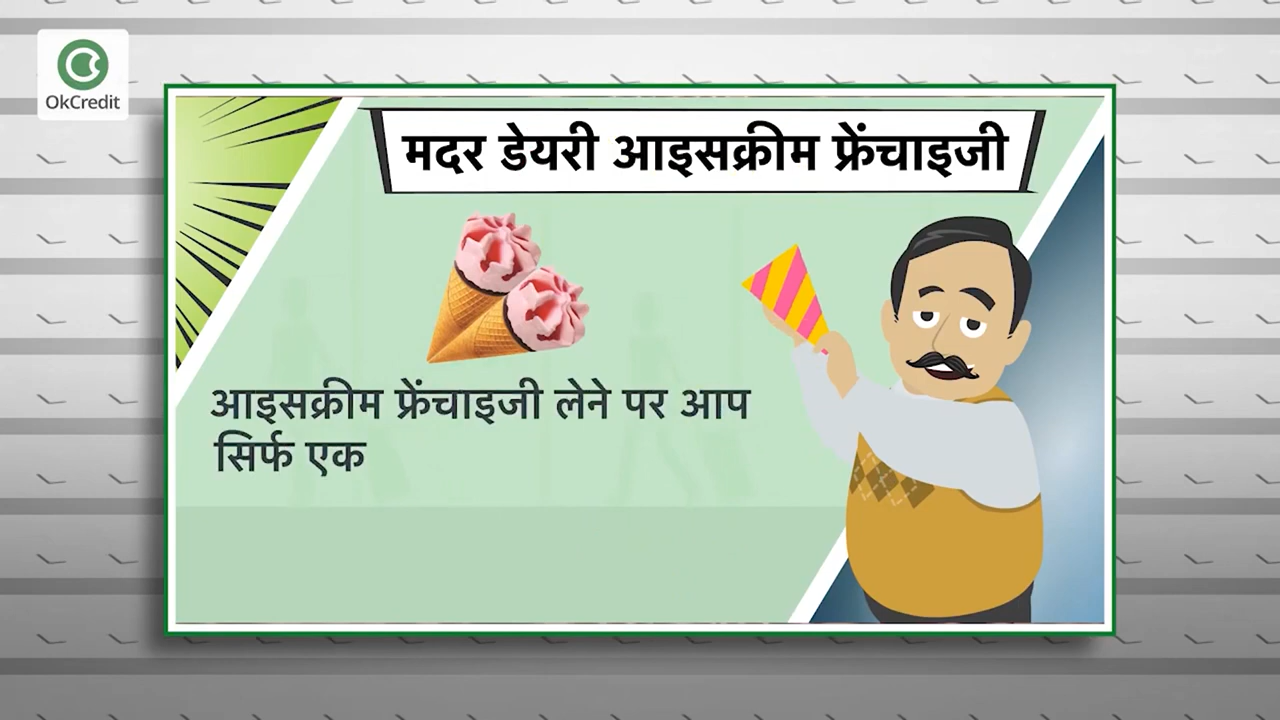 OkCredit
मदर डेयरी आइसक्रीम फ्रेंचाइजी
आइसक्रीम फ्रेंचाइजी लेने पर आप
सिर्फ एक